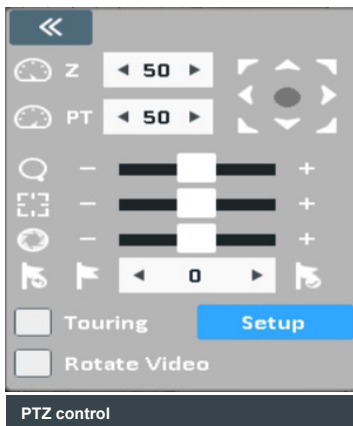 Z 50
PT 50
- +
- +
- +
0
Touring Setup
Rotate Video
PTZ control